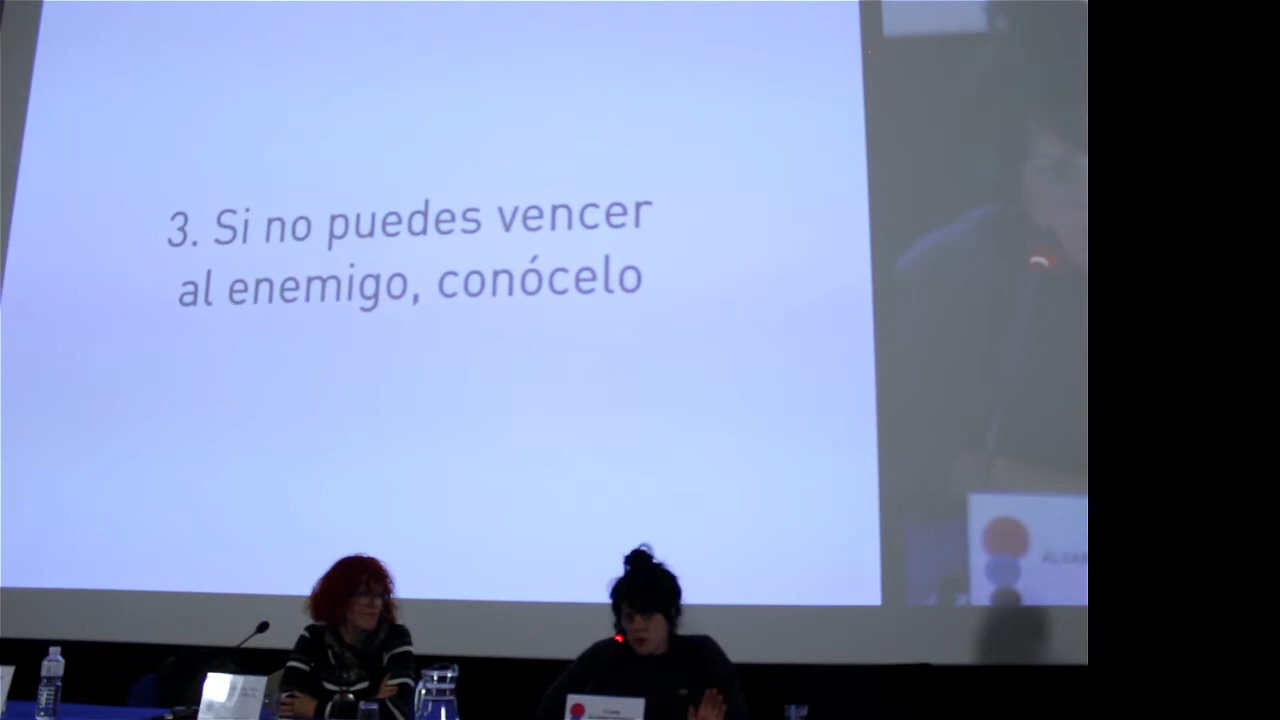 3. Si no puedes vencer
al enemigo, conócelo